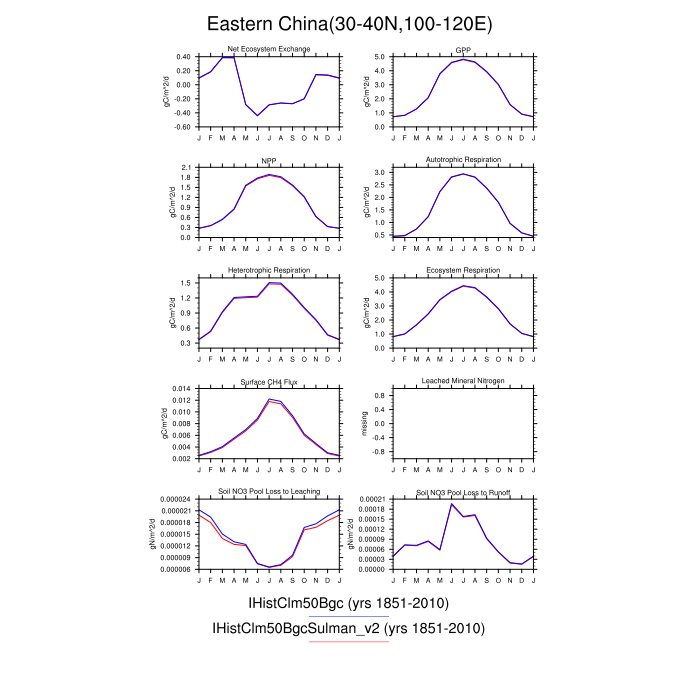 Eastern China(30-40N,100-120E)
Net Ecosystem Exchange
GPP
0.40
0.20
0.00
-0.20
-0.40
-0.60
gC/m^2/d
J F M A M J J A S O N D J
5.0
4.0
3.0
2.0
1.0
0.0
gC/m^2/d
J F M A M J J A S O N D J
NPP
Autotrophic Respiration
2.1
1.8
1.5
1.2
0.9
0.6
0.3
0.0
gC/m^2/d
J F M A M J J A S O N D J
3.0
2.5
2.0
1.5
1.0
0.5
gC/m^2/d
J F M A M J J A S O N D J
Heterotrophic Respiration
Ecosystem Respiration
1.5
1.2
0.9
0.6
0.3
gC/m^2/d
J F M A M J J A S O N D J
5.0
4.0
3.0
2.0
1.0
0.0
gC/m^2/d
J F M A M J J A S O N D J
Surface CH4 Flux
Leached Mineral Nitrogen
0.014
0.012
0.010
0.008
0.006
0.004
0.002
gC/m^2/d
J F M A M J J A S O N D J
0.8
0.4
0.0
-0.4
-0.8
missing
J F M A M J J A S O N D J
Soil NO3 Pool Loss to Leaching
Soil NO3 Pool Loss to Runoff
0.000024
0.000021
0.000018
0.000015
0.000012
0.000009
0.000006
gN/m^2/d
J F M A M J J A S O N D J
0.00021
0.00018
0.00015
0.00012
0.00009
0.00006
0.00003
0.00000
gN/m^2/d
J F M A M J J A S O N D J
IHistClm50Bgc (yrs 1851-2010)
IHistClm50BgcSulman_v2 (yrs 1851-2010)